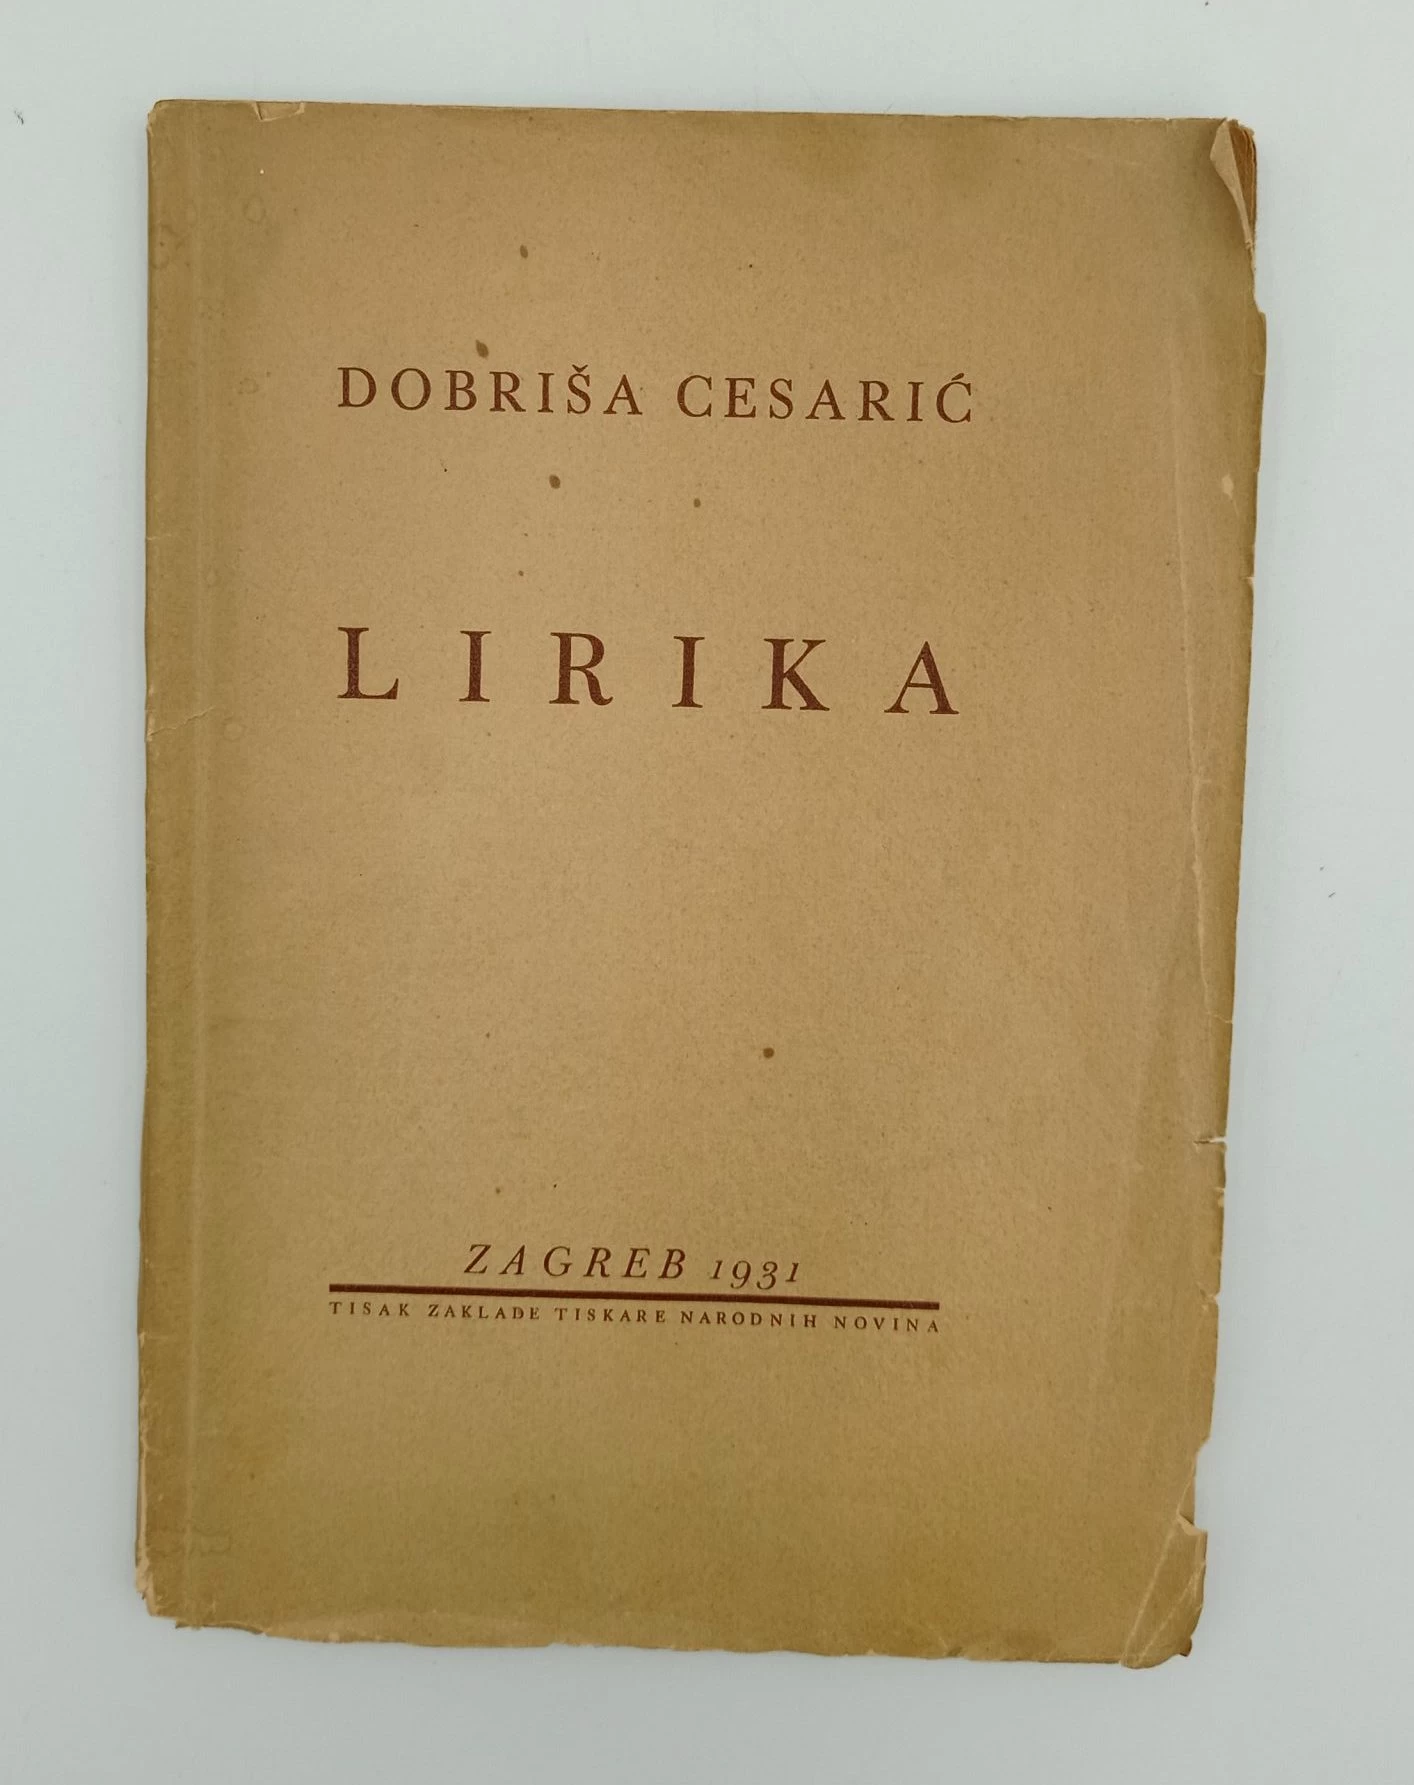 DOBRIŠA CESARIĆ
LIRIKA
ZAGREB 1931
TISAK ZAKLADE TISKARE NARODNIH NOVINA